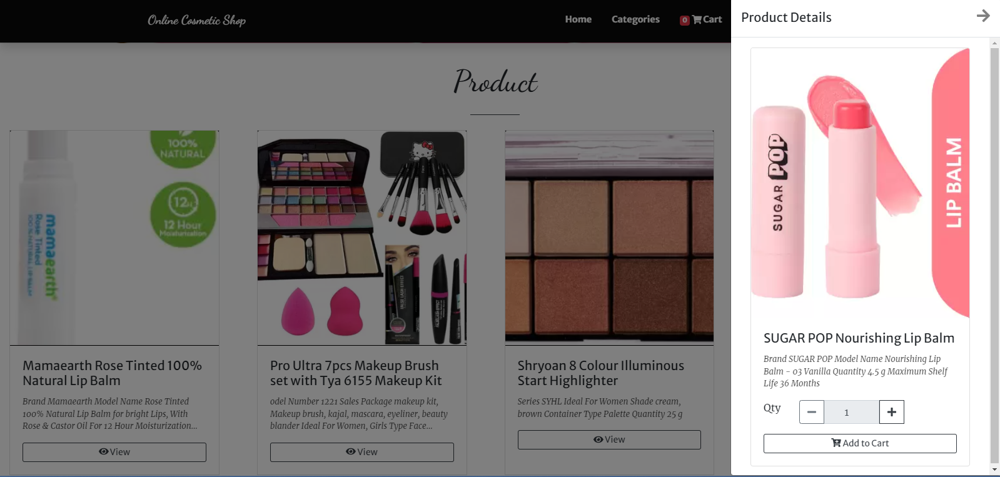 Online Cosmetic Shop
Home
Categories
0 Cart
Product Details
Product
100%
NATURAL
12H
12 Hour
Moisturization
mamaearth
Rose Tinted
100% NATURAL LIP BALM
SUGAR POP
LIP BALM
Mamaearth Rose Tinted 100%
Natural Lip Balm
Brand Mamaearth Model Name Rose Tinted
100% Natural Lip Balm for bright Lips, With
Rose & Castor Oil For 12 Hour Moisturization...
View
Pro Ultra 7pcs Makeup Brush
set with Tya 6155 Makeup Kit
odel Number 1221 Sales Package makeup kit,
Makeup brush, kajal, mascara, eyeliner, beauty
blander Ideal For Women, Girls Type Face...
View
Shryoan 8 Colour Illuminous
Start Highlighter
Series SYHL Ideal For Women Shade cream,
brown Container Type Palette Quantity 25 g
View
SUGAR POP Nourishing Lip Balm
Brand SUGAR POP Model Name Nourishing Lip
Balm - 03 Vanilla Quantity 4.5 g Maximum Shelf
Life 36 Months
Qty
1
Add to Cart